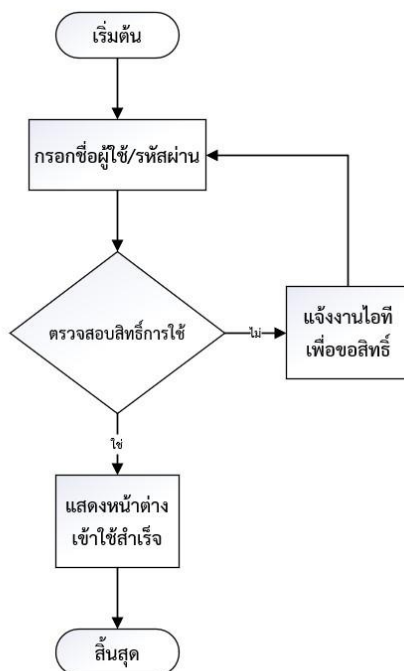 เริ่มต้น
กรอกชื่อผู้ใช้/รหัสผ่าน
ตรวจสอบสิทธิ์การใช้
ไม่
แจ้งงานไอที
เพื่อขอสิทธิ์
ใช่
แสดงหน้าต่าง
เข้าใช้สำเร็จ
สิ้นสุด